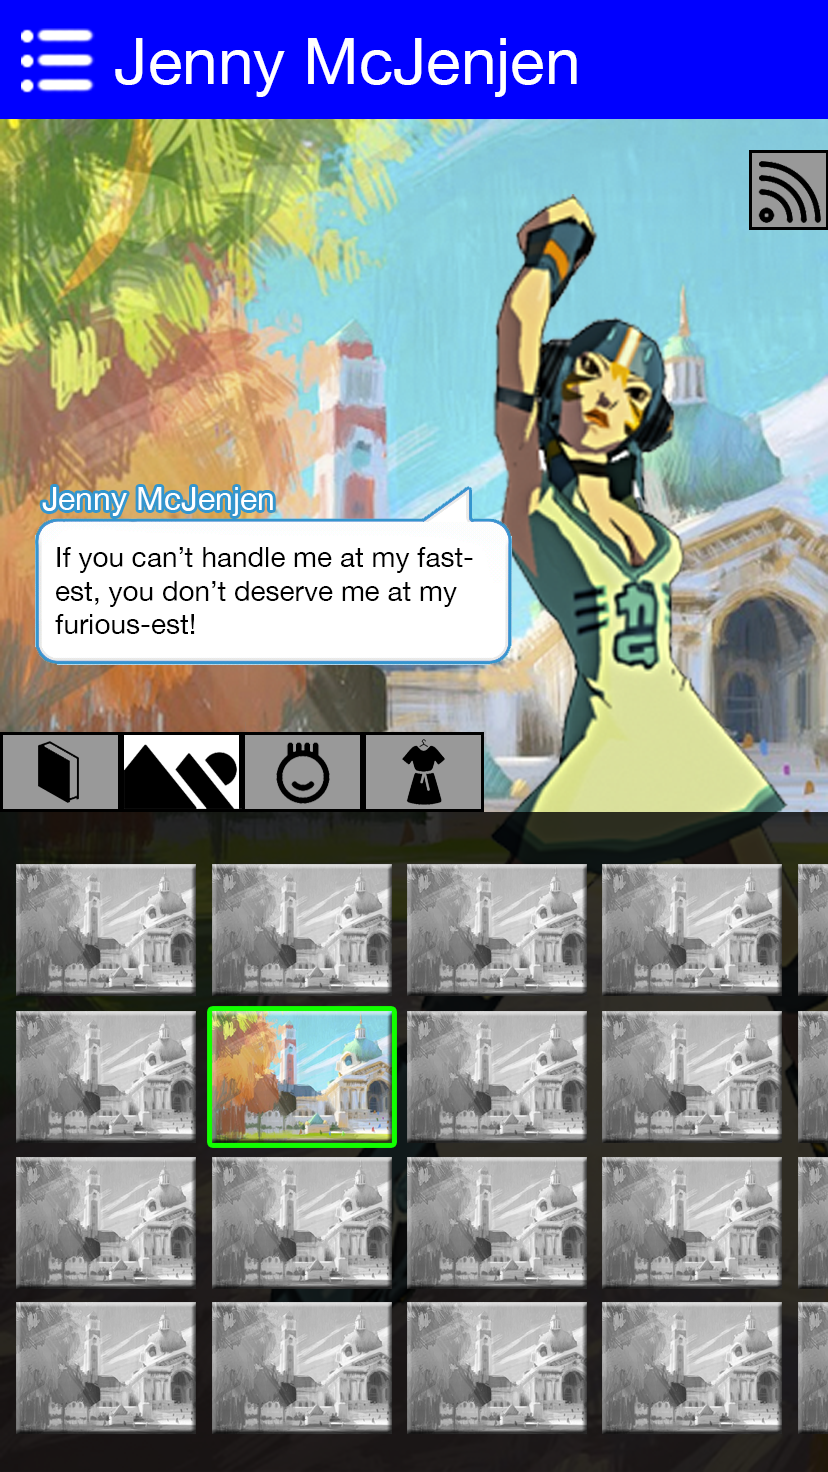 Jenny McJenjen
Jenny McJenjen
If you can't handle me at my fast-
est, you don't deserve me at my
furious-est!